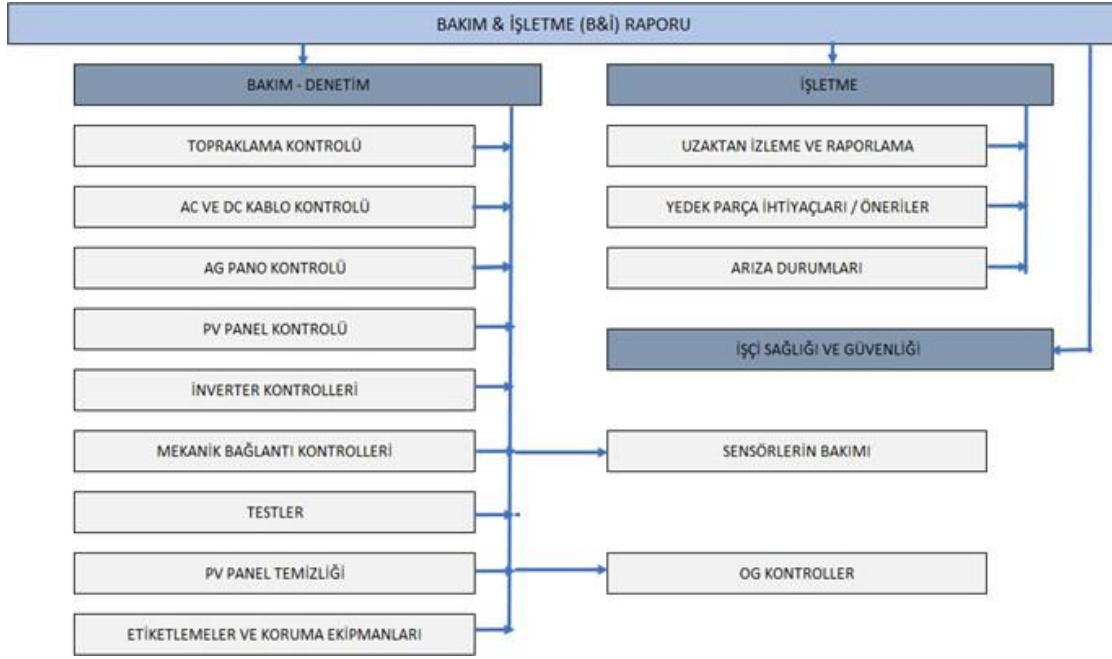 BAKIM & İŞLETME (B&İ) RAPORU
BAKIM - DENETİM
TOPRAKLAMA KONTROLÜ
AC VE DC KABLO KONTROLÜ
AG PANO KONTROLÜ
PV PANEL KONTROLÜ
İNVERTER KONTROLLERİ
MEKANİK BAĞLANTI KONTROLLERİ
TESTLER
PV PANEL TEMİZLİĞİ
ETİKETLEMELER VE KORUMA EKİPMANLARI
İŞLETME
UZAKTAN İZLEME VE RAPORLAMA
YEDEK PARÇA İHTİYAÇLARI / ÖNERİLER
ARIZA DURUMLARI
İŞÇİ SAĞLIĞI VE GÜVENLİĞİ
SENSÖRLERİN BAKIMI
OG KONTROLLER